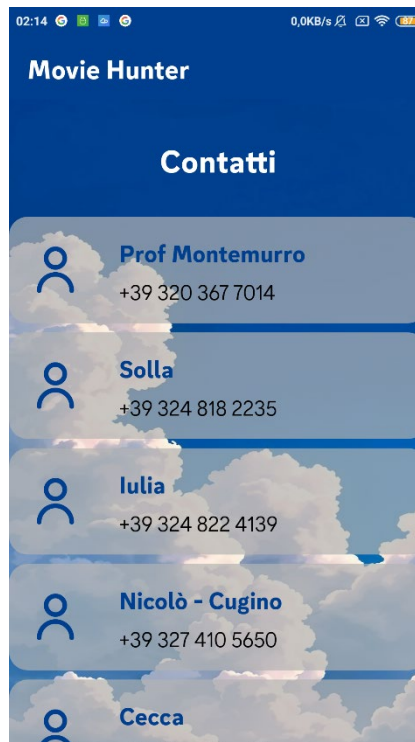 02:14 0,0KB/s 87
Movie Hunter
Contatti
Prof Montemurro
+39 320 367 7014
Solla
+39 324 818 2235
Iulia
+39 324 822 4139
Nicolò - Cugino
+39 327 410 5650
Cecca